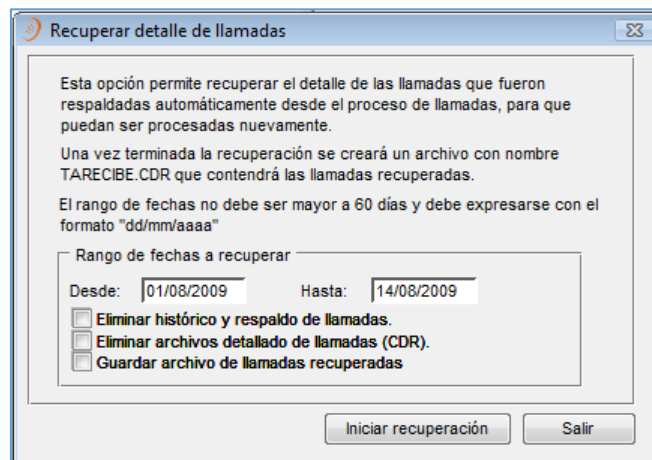 Recuperar detalle de llamadas
Esta opción permite recuperar el detalle de las llamadas que fueron
respaldadas automáticamente desde el proceso de llamadas, para que
puedan ser procesadas nuevamente.
Una vez terminada la recuperación se creará un archivo con nombre
TARECIBE.CDR que contendrá las llamadas recuperadas.
El rango de fechas no debe ser mayor a 60 días y debe expresarse con el
formato "dd/mm/aaaa"
Rango de fechas a recuperar
Desde: 01/08/2009 Hasta: 14/08/2009
Eliminar histórico y respaldo de llamadas.
Eliminar archivos detallado de llamadas (CDR).
Guardar archivo de llamadas recuperadas
Iniciar recuperación Salir